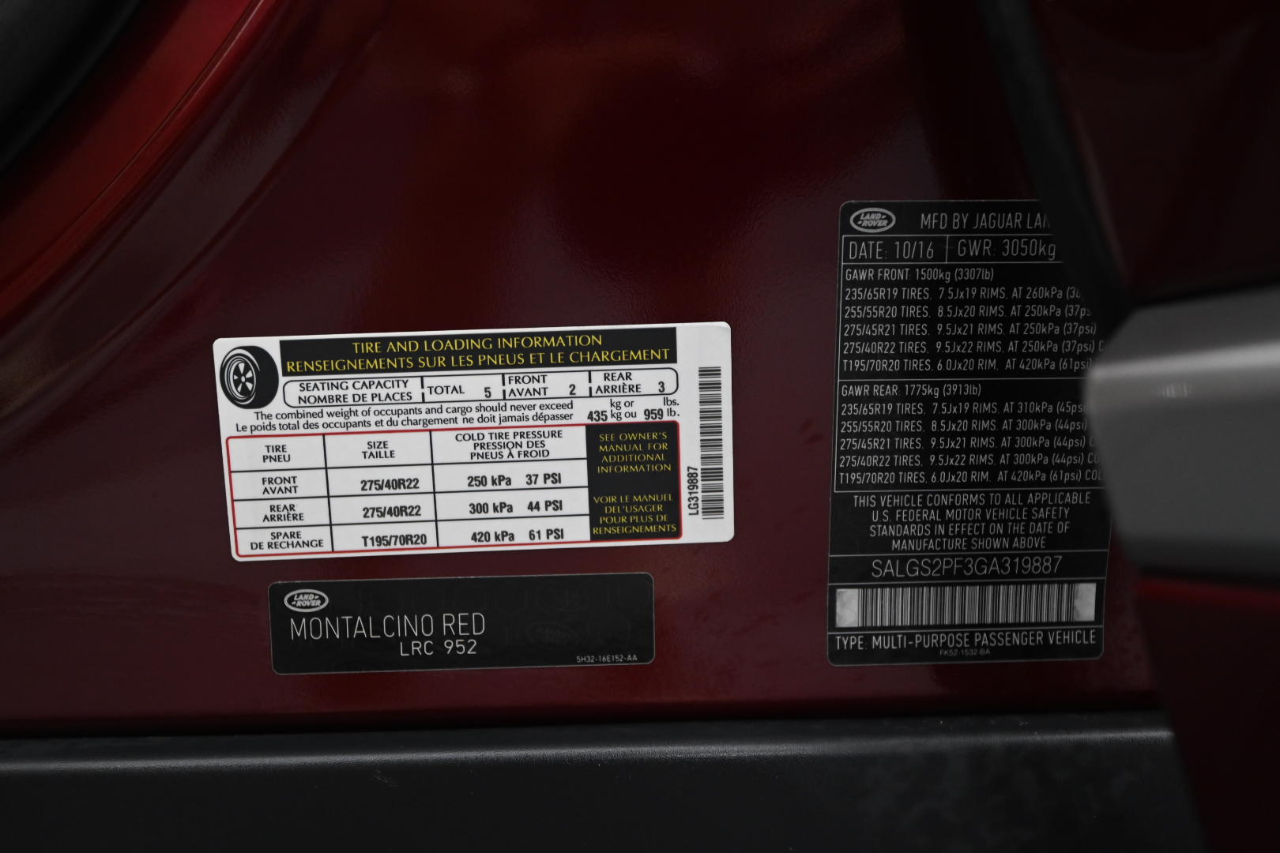 TIRE AND LOADING INFORMATION
RENSEIGNEMENTS SUR LES PNEUS ET LE CHARGEMENT
SEATING CAPACITY
NOMBRE DE PLACES
TOTAL 5
FRONT
AVANT 2
REAR
ARRIÈRE 3
The combined weight of occupants and cargo should never exceed
Le poids total des occupants et du chargement ne doit jamais dépasser
435 kg or
kg ou 959 lbs.
lb.
TIRE
PNEU
SIZE
TAILLE
COLD TIRE PRESSURE
PRESSION DES
PNEUS À FROID
FRONT
AVANT
275/40R22
250 kPa 37 PSI
REAR
ARRIÈRE
275/40R22
300 kPa 44 PSI
SPARE
DE RECHANGE
T195/70R20
420 kPa 61 PSI
SEE OWNER'S
MANUAL FOR
ADDITIONAL
INFORMATION
VOIR LE MANUEL
DEL'USAGER
POUR PLUS DE
RENSEIGNEMENTS
LG319887
LAND
ROVER
MONTALCINO RED
LRC 952
5H32-16E152-AA
LAND
ROVER
MFD BY JAGUAR LAN
DATE: 10/16 GWR: 3050kg
GAWR FRONT 1500kg (3307lb)
235/65R19 TIRES, 7.5Jx19 RIMS, AT 260kPa
255/55R20 TIRES, 8.5Jx20 RIMS, AT 250kPa (37ps
275/45R21 TIRES, 9.5Jx21 RIMS, AT 250kPa (37psi)
275/40R22 TIRES, 9.5Jx22 RIMS, AT 250kPa (37psi) C
T195/70R20 TIRES, 6.0Jx20 RIM, AT 420kPa (61psi)
GAWR REAR: 1775kg (3913lb)
235/65R19 TIRES, 7.5Jx19 RIMS, AT 310kPa (45psi
255/55R20 TIRES, 8.5Jx20 RIMS, AT 300kPa (44psi)
275/45R21 TIRES, 9.5Jx21 RIMS, AT 300kPa (44psi) C
275/40R22 TIRES, 9.5Jx22 RIMS, AT 300kPa (44psi) CO
T195/70R20 TIRES, 6.0Jx20 RIM, AT 420kPa (61psi) COL
THIS VEHICLE CONFORMS TO ALL APPLICABLE
U.S. FEDERAL MOTOR VEHICLE SAFETY
STANDARDS IN EFFECT ON THE DATE OF
MANUFACTURE SHOWN ABOVE
SALGS2PF3GA319887
TYPE: MULTI-PURPOSE PASSENGER VEHICLE
FK52-1532-BA